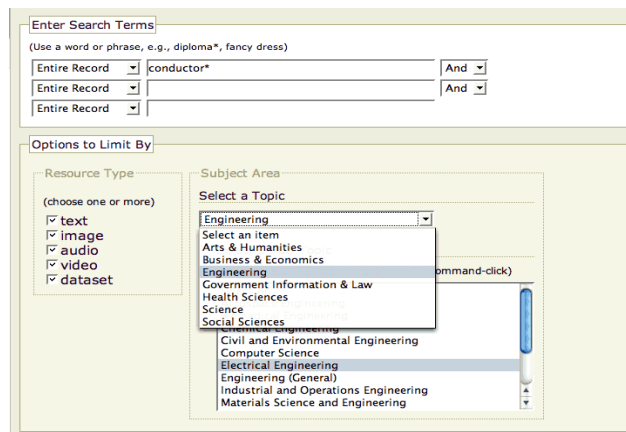 Enter Search Terms
(Use a word or phrase, e.g., diploma*, fancy dress)
Entire Record conductor* And
Entire Record And
Entire Record
Options to Limit By
Resource Type
(choose one or more)
text
image
audio
video
dataset
Subject Area
Select a Topic
Engineering
Select an item
Arts & Humanities
Business & Economics
Engineering
ommand-click)
Government Information & Law
Health Sciences
Science
Social Sciences
Chemical Engineering
Civil and Environmental Engineering
Computer Science
Electrical Engineering
Engineering (General)
Industrial and Operations Engineering
Materials Science and Engineering